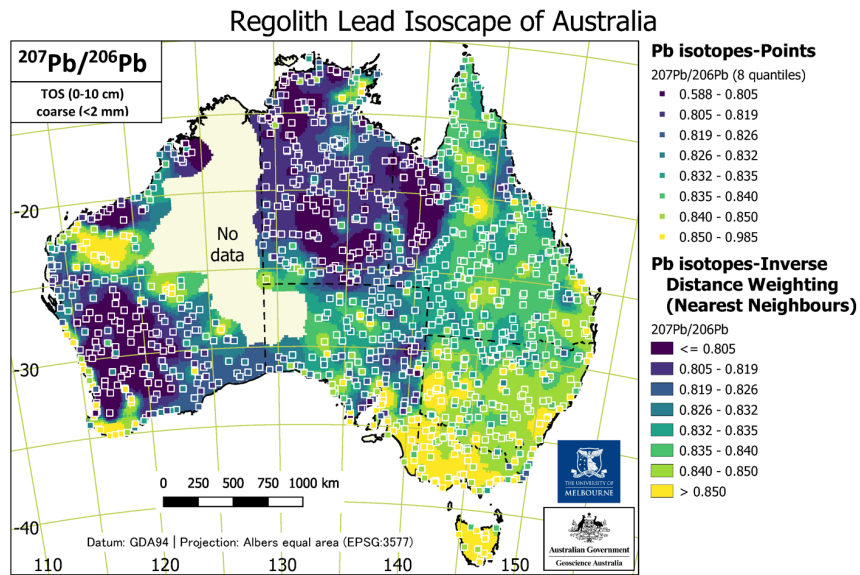 Regolith Lead Isoscape of Australia
²⁰⁷Pb/²⁰⁶Pb
TOS (0-10 cm)
coarse (<2 mm)
No
data
-20
-30
-40
110
120
130
140
150
0 250 500 750 1000 km
Datum: GDA94 | Projection: Albers equal area (EPSG:3577)
THE UNIVERSITY OF
MELBOURNE
Australian Government
Geoscience Australia
Pb isotopes-Points
207Pb/206Pb (8 quantiles)
0.588 - 0.805
0.805 - 0.819
0.819 - 0.826
0.826 - 0.832
0.832 - 0.835
0.835 - 0.840
0.840 - 0.850
0.850 - 0.985
Pb isotopes-Inverse
Distance Weighting
(Nearest Neighbours)
207Pb/206Pb
<= 0.805
0.805 - 0.819
0.819 - 0.826
0.826 - 0.832
0.832 - 0.835
0.835 - 0.840
0.840 - 0.850
> 0.850